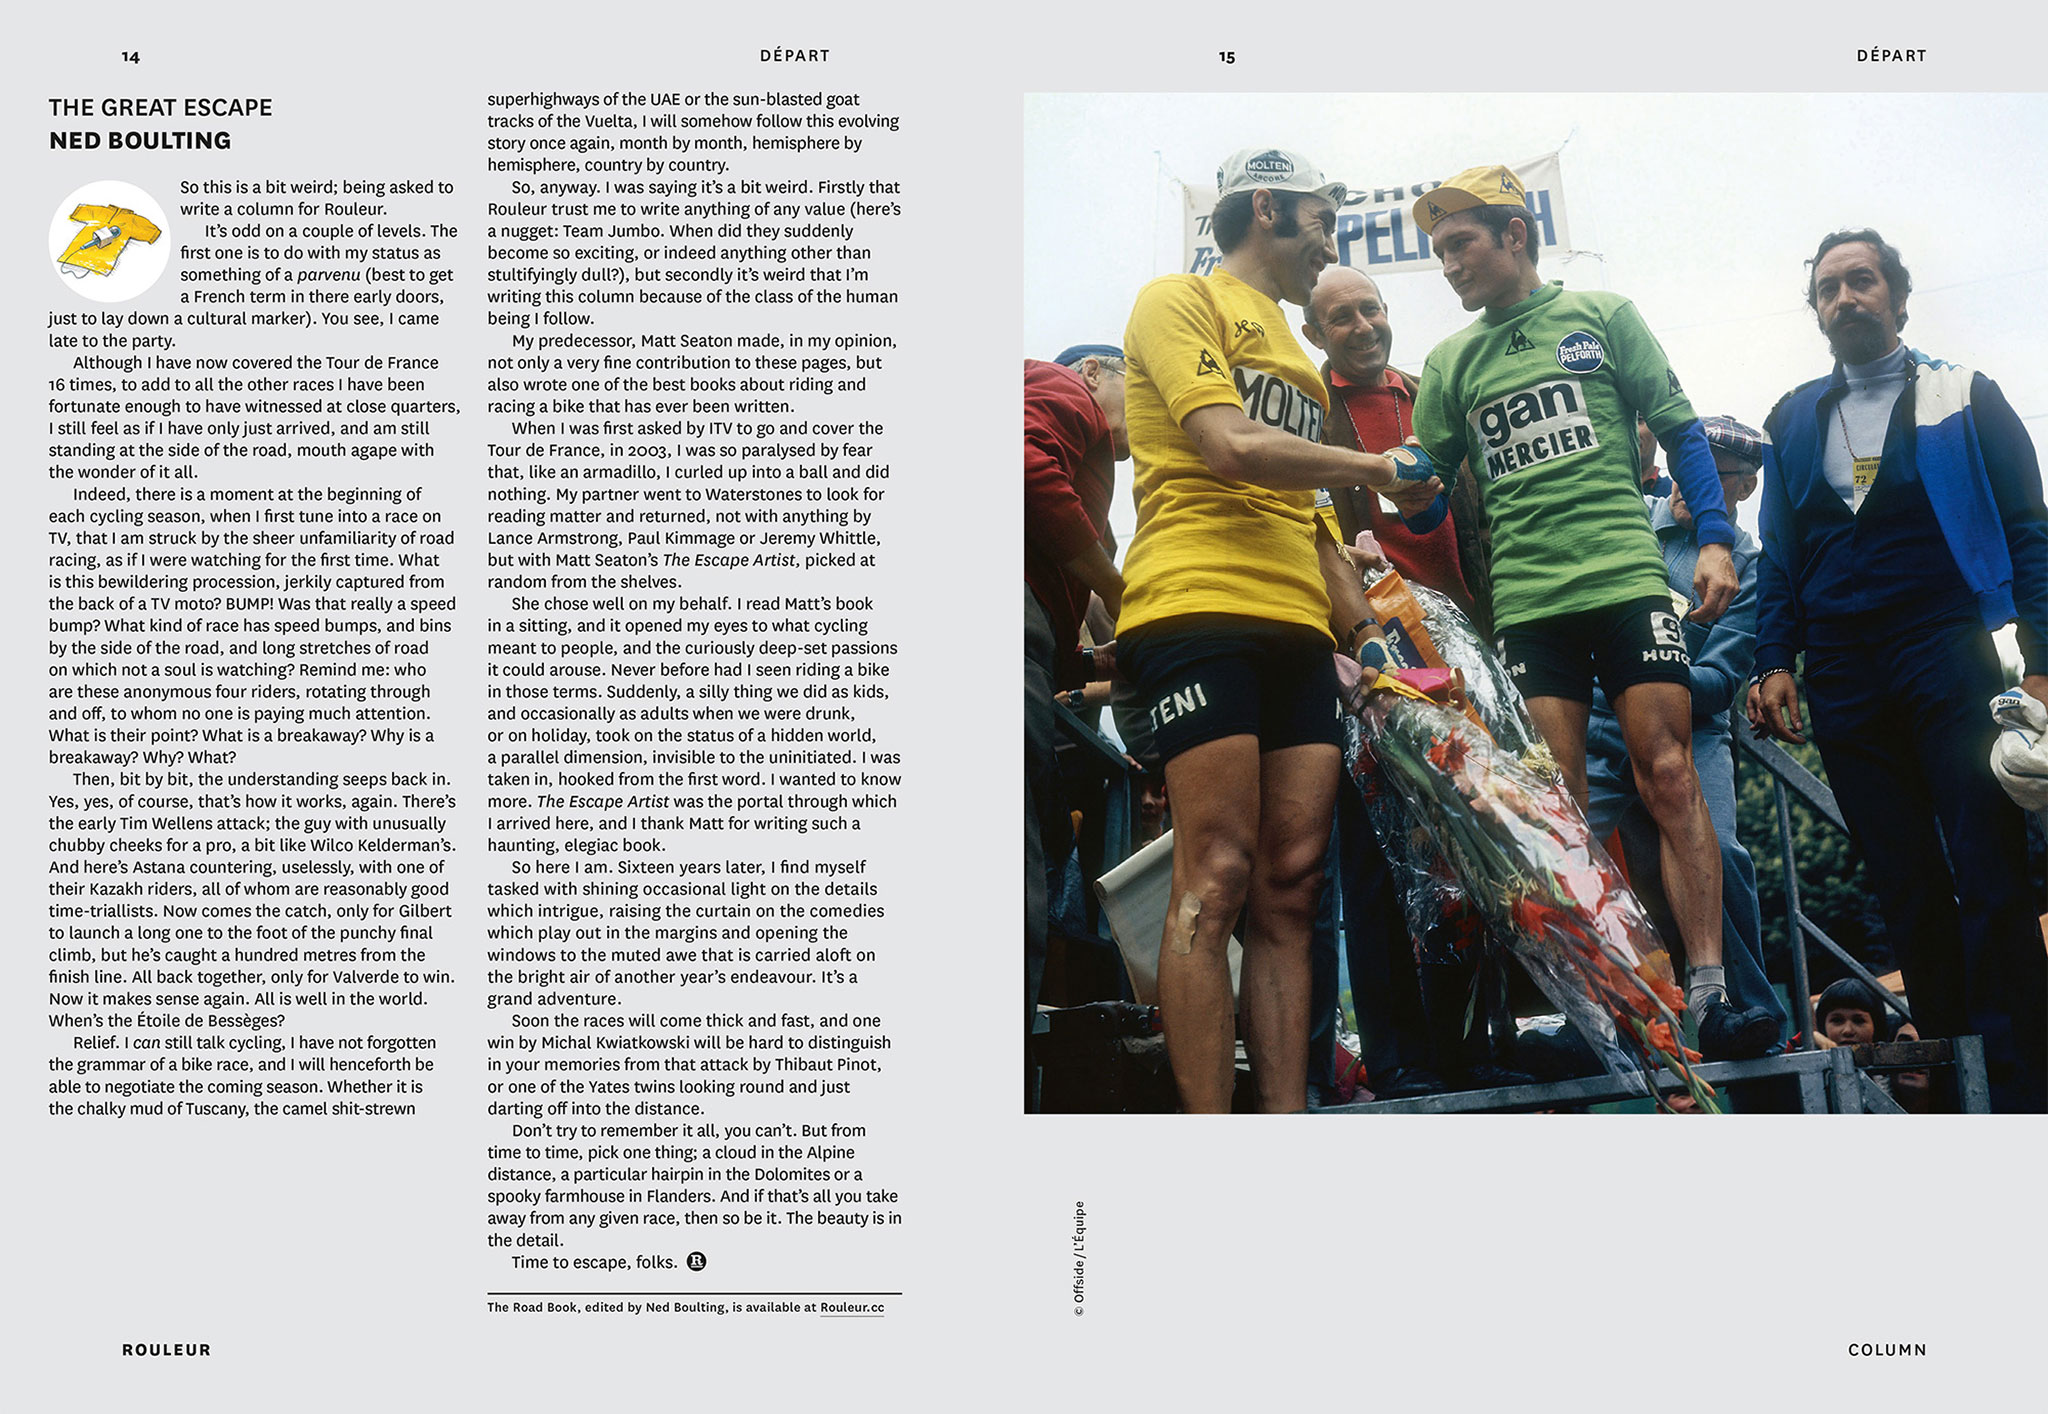 14
DÉPART
THE GREAT ESCAPE
NED BOULTING
So this is a bit weird; being asked to
write a column for Rouleur.
It's odd on a couple of levels. The
first one is to do with my status as
something of a parvenu (best to get
a French term in there early doors,
just to lay down a cultural marker). You see, I came
late to the party.
Although I have now covered the Tour de France
16 times, to add to all the other races I have been
fortunate enough to have witnessed at close quarters,
I still feel as if I have only just arrived, and am still
standing at the side of the road, mouth agape with
the wonder of it all.
Indeed, there is a moment at the beginning of
each cycling season, when I first tune into a race on
TV, that I am struck by the sheer unfamiliarity of road
racing, as if I were watching for the first time. What
is this bewildering procession, jerkily captured from
the back of a TV moto? BUMP! Was that really a speed
bump? What kind of race has speed bumps, and bins
by the side of the road, and long stretches of road
on which not a soul is watching? Remind me: who
are these anonymous four riders, rotating through
and off, to whom no one is paying much attention.
What is their point? What is a breakaway? Why is a
breakaway? Why? What?
Then, bit by bit, the understanding seeps back in.
Yes, yes, of course, that's how it works, again. There's
the early Tim Wellens attack; the guy with unusually
chubby cheeks for a pro, a bit like Wilco Kelderman's.
And here's Astana countering, uselessly, with one of
their Kazakh riders, all of whom are reasonably good
time-triallists. Now comes the catch, only for Gilbert
to launch a long one to the foot of the punchy final
climb, but he's caught a hundred metres from the
finish line. All back together, only for Valverde to win.
Now it makes sense again. All is well in the world.
When's the Étoile de Bessèges?
Relief. I can still talk cycling, I have not forgotten
the grammar of a bike race, and I will henceforth be
able to negotiate the coming season. Whether it is
the chalky mud of Tuscany, the camel shit-strewn
superhighways of the UAE or the sun-blasted goat
tracks of the Vuelta, I will somehow follow this evolving
story once again, month by month, hemisphere by
hemisphere, country by country.
So, anyway. I was saying it's a bit weird. Firstly that
Rouleur trust me to write anything of any value (here's
a nugget: Team Jumbo. When did they suddenly
become so exciting, or indeed anything other than
stultifyingly dull?), but secondly it's weird that I'm
writing this column because of the class of the human
being I follow.
My predecessor, Matt Seaton made, in my opinion,
not only a very fine contribution to these pages, but
also wrote one of the best books about riding and
racing a bike that has ever been written.
When I was first asked by ITV to go and cover the
Tour de France, in 2003, I was so paralysed by fear
that, like an armadillo, I curled up into a ball and did
nothing. My partner went to Waterstones to look for
reading matter and returned, not with anything by
Lance Armstrong, Paul Kimmage or Jeremy Whittle,
but with Matt Seaton's The Escape Artist, picked at
random from the shelves.
She chose well on my behalf. I read Matt's book
in a sitting, and it opened my eyes to what cycling
meant to people, and the curiously deep-set passions
it could arouse. Never before had I seen riding a bike
in those terms. Suddenly, a silly thing we did as kids,
and occasionally as adults when we were drunk,
or on holiday, took on the status of a hidden world,
a parallel dimension, invisible to the uninitiated. I was
taken in, hooked from the first word. I wanted to know
more. The Escape Artist was the portal through which
I arrived here, and I thank Matt for writing such a
haunting, elegiac book.
So here I am. Sixteen years later, I find myself
tasked with shining occasional light on the details
which intrigue, raising the curtain on the comedies
which play out in the margins and opening the
windows to the muted awe that is carried aloft on
the bright air of another year's endeavour. It's a
grand adventure.
Soon the races will come thick and fast, and one
win by Michal Kwiatkowski will be hard to distinguish
in your memories from that attack by Thibaut Pinot,
or one of the Yates twins looking round and just
darting off into the distance.
Don't try to remember it all, you can't. But from
time to time, pick one thing; a cloud in the Alpine
distance, a particular hairpin in the Dolomites or a
spooky farmhouse in Flanders. And if that's all you take
away from any given race, then so be it. The beauty is in
the detail.
Time to escape, folks. R
The Road Book, edited by Ned Boulting, is available at Rouleur.cc
ROULEUR
15
DÉPART
MOLTENI
ARCORE
PELFORTH
MOLTENI
Fresh Pale
PELFORTH
gan
MERCIER
TENI
HUTC
72
gan
© Offside / L'Équipe
COLUMN